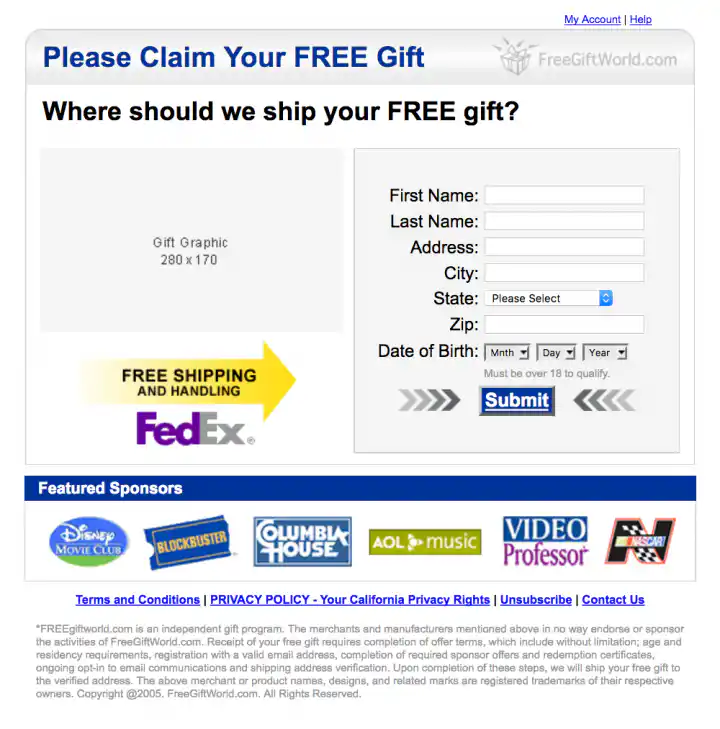 My Account | Help
Please Claim Your FREE Gift
FreeGiftWorld.com
Where should we ship your FREE gift?
Gift Graphic
280 x 170
FREE SHIPPING
AND HANDLING
FedEx®
First Name:
Last Name:
Address:
City:
State: Please Select
Zip:
Date of Birth: Mnth Day Year
Must be over 18 to qualify.
Submit
Featured Sponsors
Disney
MOVIE CLUB
BLOCKBUSTER
COLUMBIA
HOUSE
AOL music
VIDEO
Professor
NASCAR
Terms and Conditions | PRIVACY POLICY - Your California Privacy Rights | Unsubscribe | Contact Us
*FREEgiftworld.com is an independent gift program. The merchants and manufacturers mentioned above in no way endorse or sponsor
the activities of FreeGiftWorld.com. Receipt of your free gift requires completion of offer terms, which include without limitation; age and
residency requirements, registration with a valid email address, completion of required sponsor offers and redemption certificates,
ongoing opt-in to email communications and shipping address verification. Upon completion of these steps, we will ship your free gift to
the verified address. The above merchant or product names, designs, and related marks are registered trademarks of their respective
owners. Copyright @2005. FreeGiftWorld.com. All Rights Reserved.